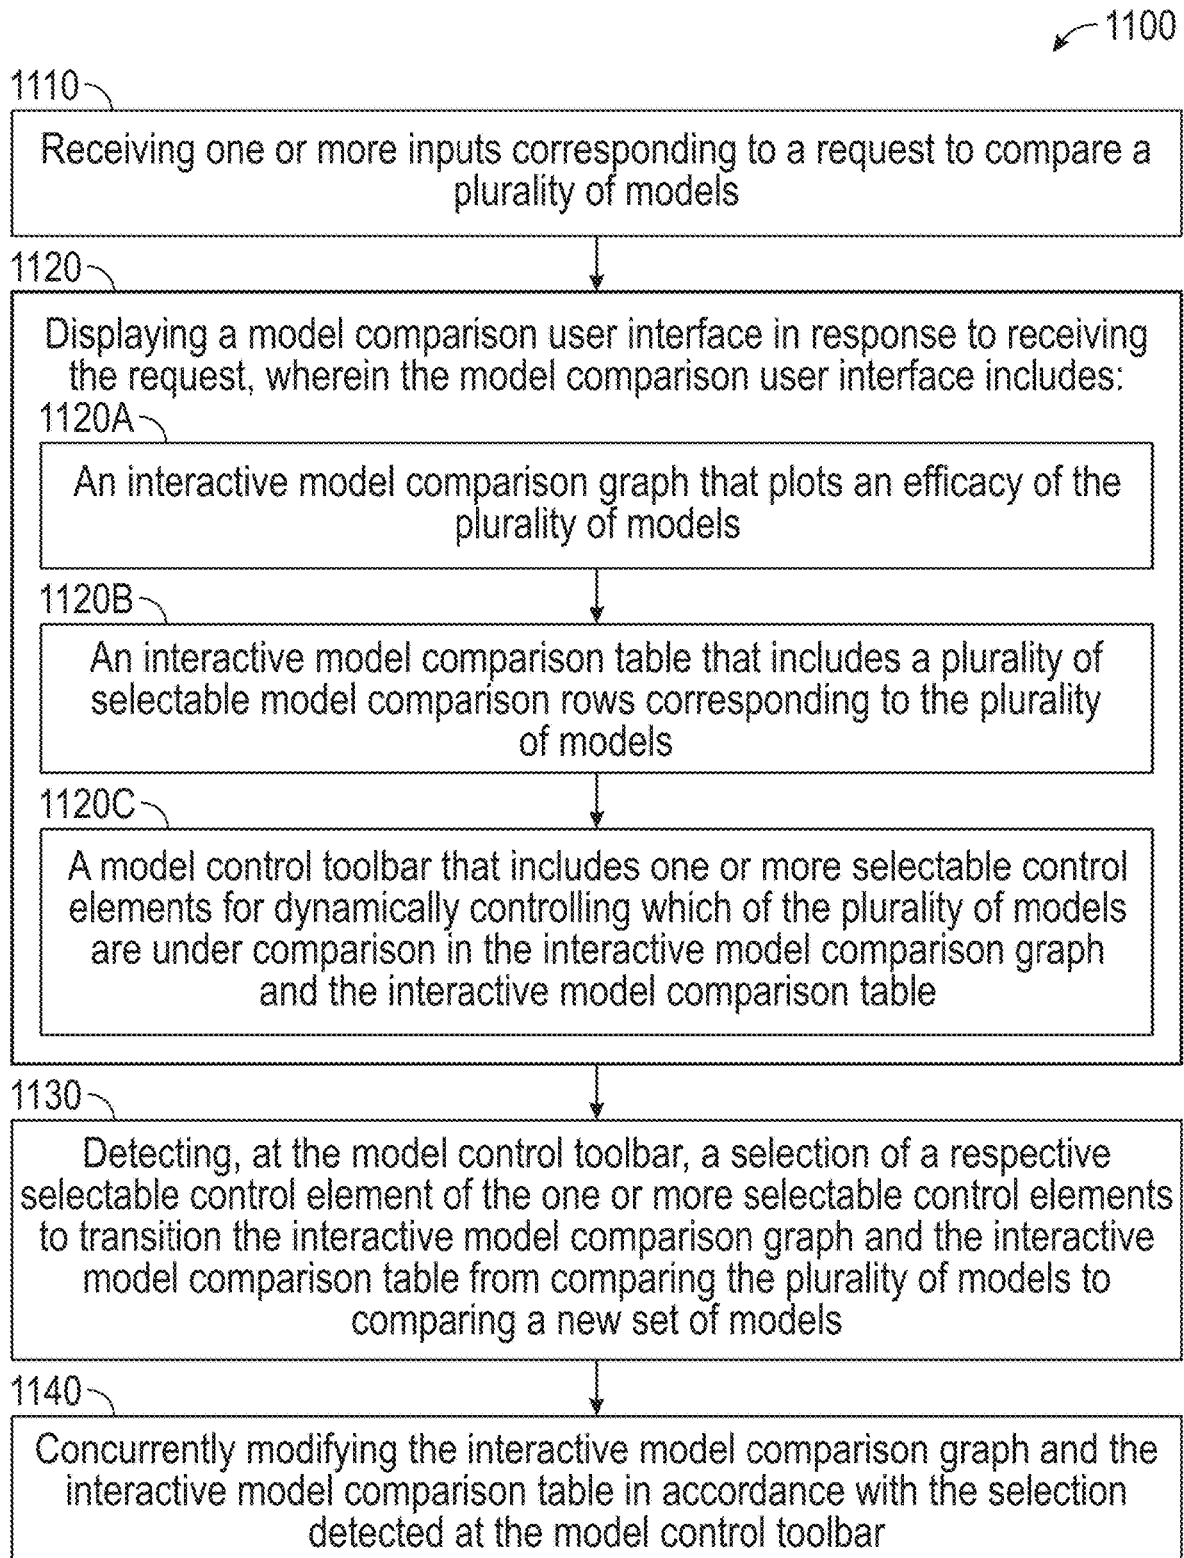 1100
1110
Receiving one or more inputs corresponding to a request to compare a
plurality of models
1120
Displaying a model comparison user interface in response to receiving
the request, wherein the model comparison user interface includes:
1120A
An interactive model comparison graph that plots an efficacy of the
plurality of models
1120B
An interactive model comparison table that includes a plurality of
selectable model comparison rows corresponding to the plurality
of models
1120C
A model control toolbar that includes one or more selectable control
elements for dynamically controlling which of the plurality of models
are under comparison in the interactive model comparison graph
and the interactive model comparison table
1130
Detecting, at the model control toolbar, a selection of a respective
selectable control element of the one or more selectable control elements
to transition the interactive model comparison graph and the interactive
model comparison table from comparing the plurality of models to
comparing a new set of models
1140
Concurrently modifying the interactive model comparison graph and the
interactive model comparison table in accordance with the selection
detected at the model control toolbar